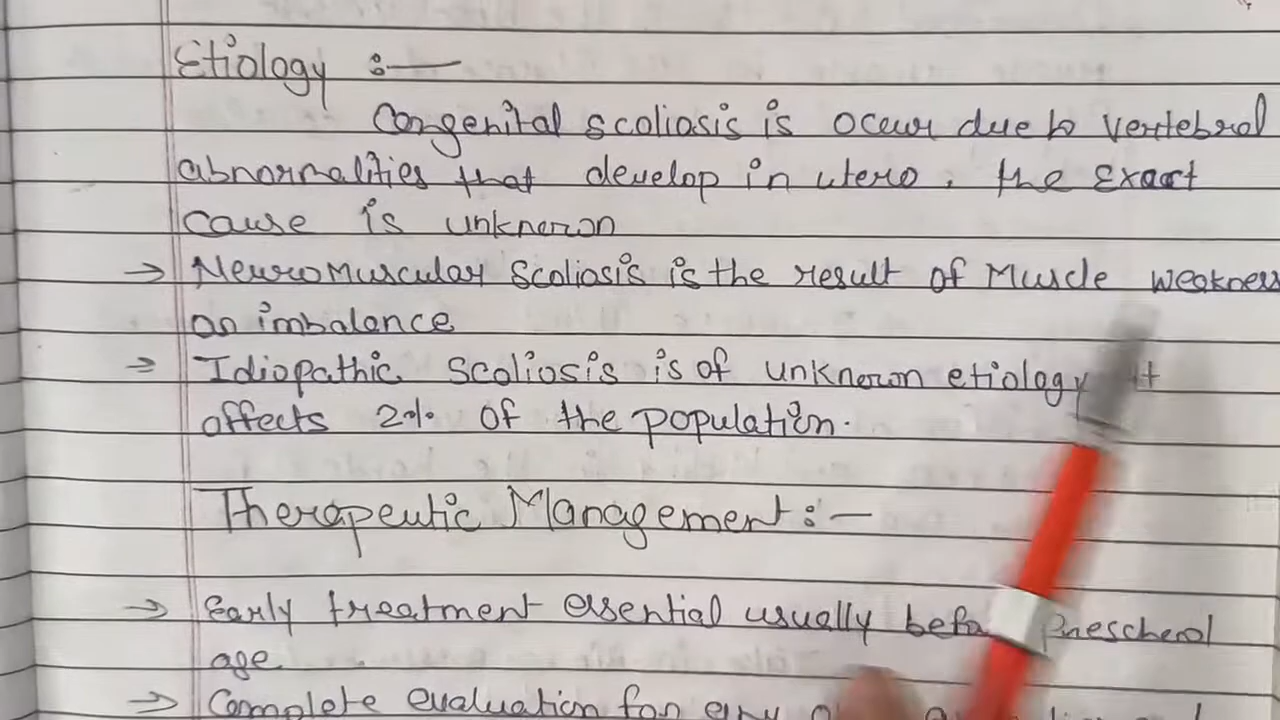 Etiology :—
Congenital scoliosis is occur due to vertebral
abnormalities that develop in utero. the exact
cause is unknown
→ Neuromuscular scoliosis is the result of Muscle weakness
or imbalance
→ Idiopathic scoliosis is of unknown etiology it
affects 2% of the population.
Therapeutic Management :—
→ Early treatment essential usually preschool
age.
→ Complete evaluation for any